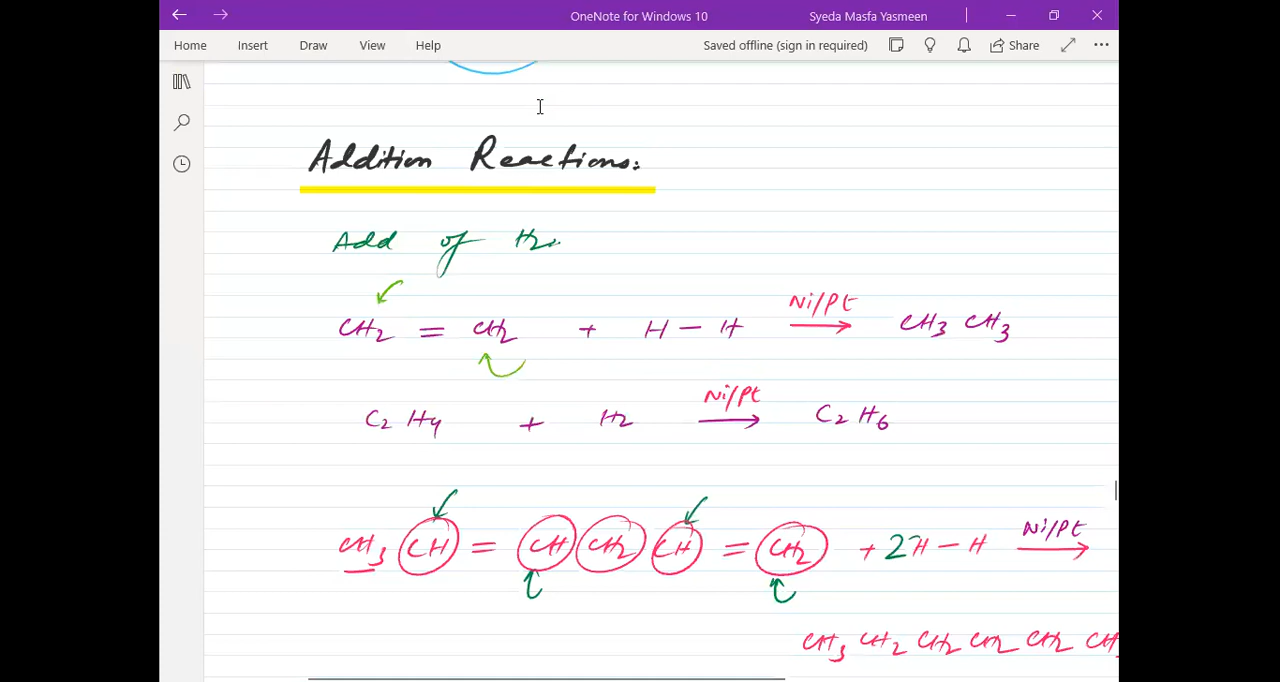 OneNote for Windows 10
Syeda Masfa Yasmeen
Home Insert Draw View Help
Saved offline (sign in required)
Share
Addition Reactions:
Add of H2.
CH2 = CH2 + H - H Ni/Pt → CH3 CH3
C2 H4 + H2 Ni/Pt → C2 H6
CH3 CH = CH CH2 CH = CH2 + 2H - H Ni/Pt →
CH3 CH2 CH2 CH2 CH2 CH